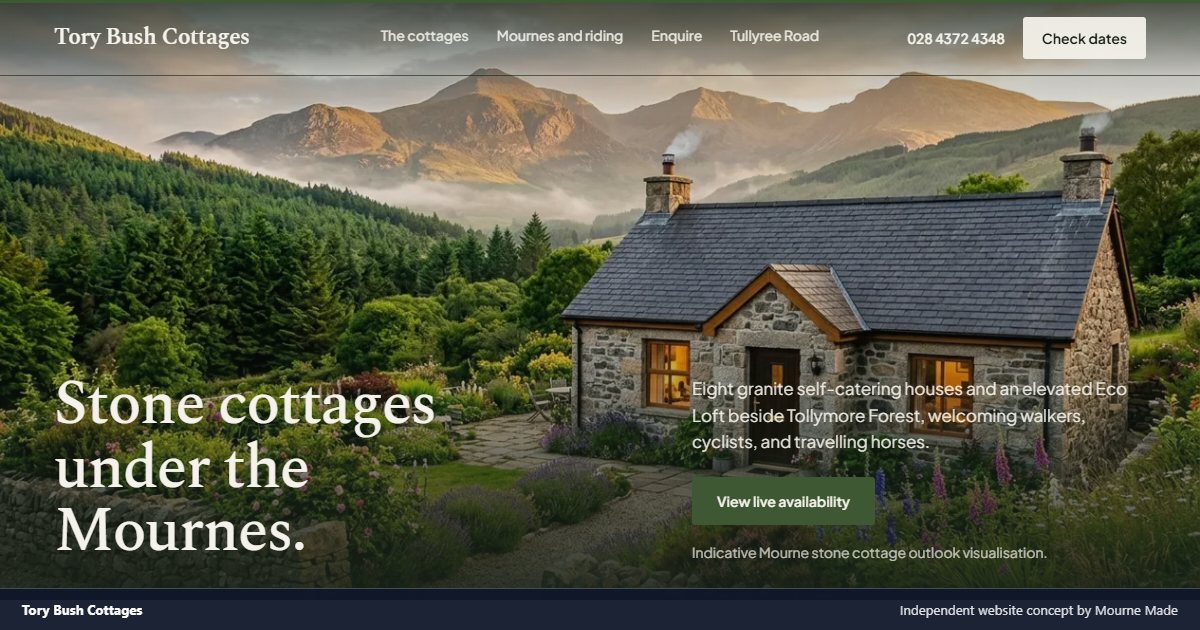 Tory Bush Cottages
The cottages
Mournes and riding
Enquire
Tullyree Road
028 4372 4348
Check dates
Stone cottages
under the
Mournes.
Eight granite self-catering houses and an elevated Eco
Loft beside Tollymore Forest, welcoming walkers,
cyclists, and travelling horses.
View live availability
Indicative Mourne stone cottage outlook visualisation.
Tory Bush Cottages
Independent website concept by Mourne Made